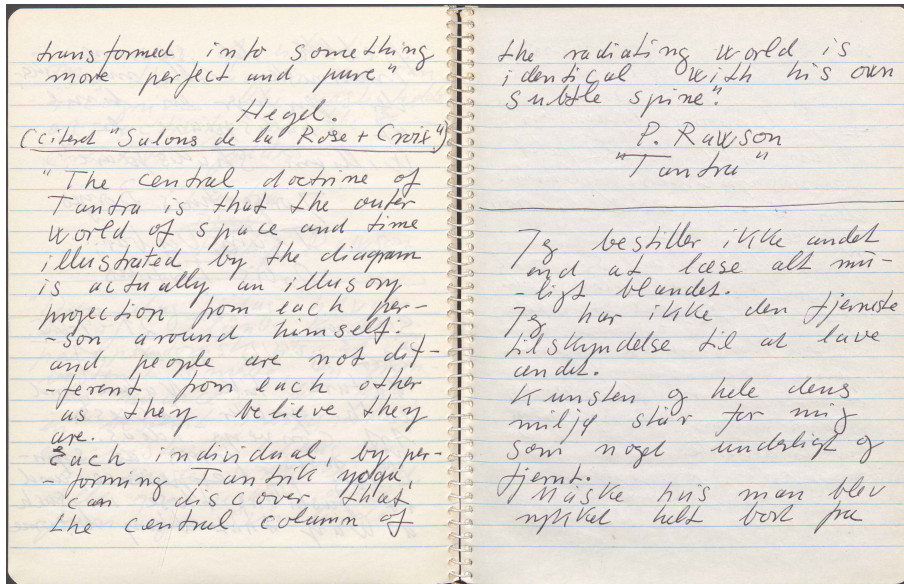 transformed into something
more perfect and pure"
Hegel.
(citeret "Salons de la Rose + Croix")
"The central doctrine of
Tantra is that the outer
world of space and time
illustrated by the diagram
is actually an illusory
projection from each per-
-son around himself.
and people are not dif-
-ferent from each other
as they believe they
are.
Each individual, by per-
-forming Tantrik yoga,
can discover that
the central column of
the radiating world is
identical with his own
subtle spine".
P. Rawson
"Tantra"
Jeg bestiller ikke andet
end at læse alt mu-
-ligt blandet.
Jeg har ikke den fjerneste
tilskyndelse til at lave
andet.
Kunsten og hele dens
miljø står for mig
som noget underligt og
fjernt.
Måske hvis man blev
rykket helt bort fra